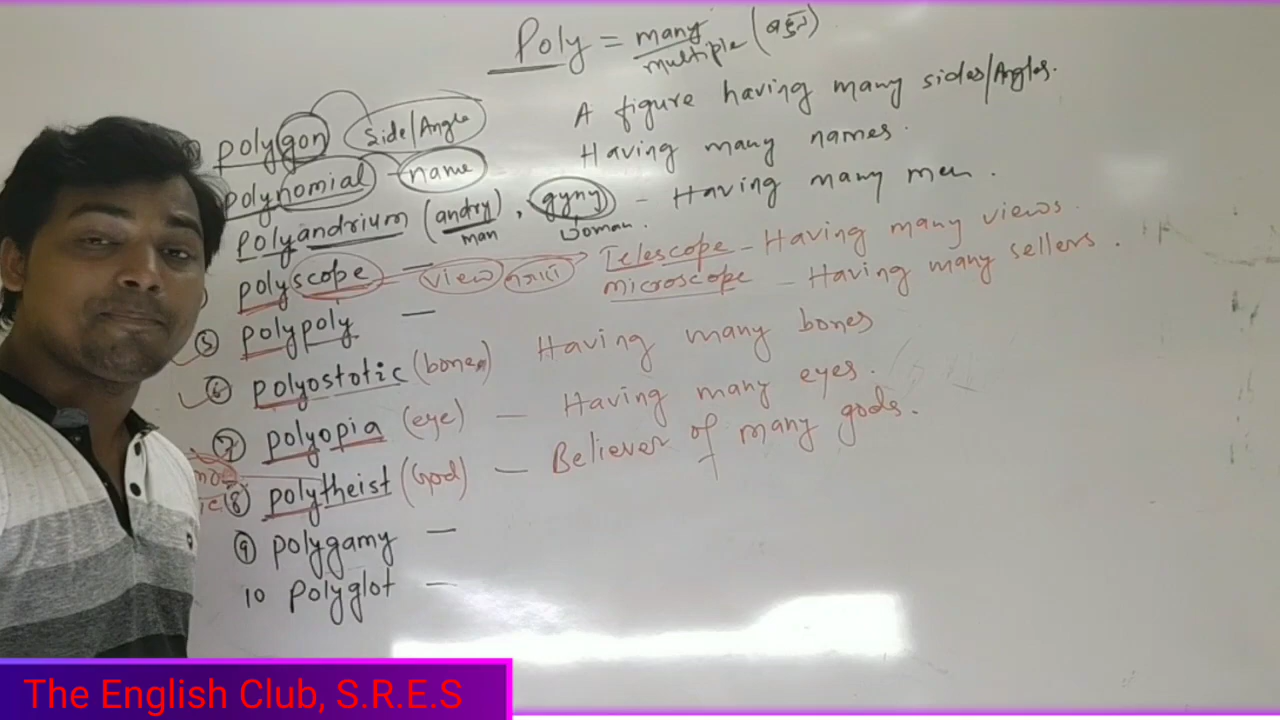 Poly = many
multiple (बहुत)
polygon Side/Angle A figure having many sides/Angles.
polynomial - name Having many names.
Polyandrium (andry), gyny - Having many men.
man woman.
polyscope - view Telescope - Having many views.
microscope - Having many sellers.
5 polypoly -
6 polyostotic (bone) Having many bones
7 polyopia (eye) - Having many eyes.
8 polytheist (God) - Believer of many gods.
9 polygamy -
10 polyglot -
The English Club, S.R.E.S